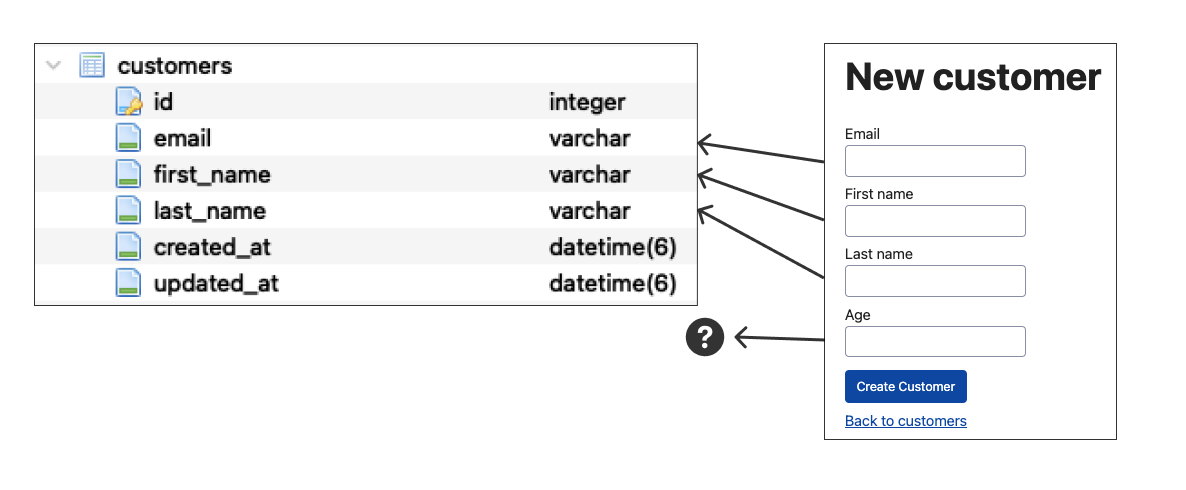 customers
id integer
email varchar
first_name varchar
last_name varchar
created_at datetime(6)
updated_at datetime(6)
?
New customer
Email
First name
Last name
Age
Create Customer
Back to customers